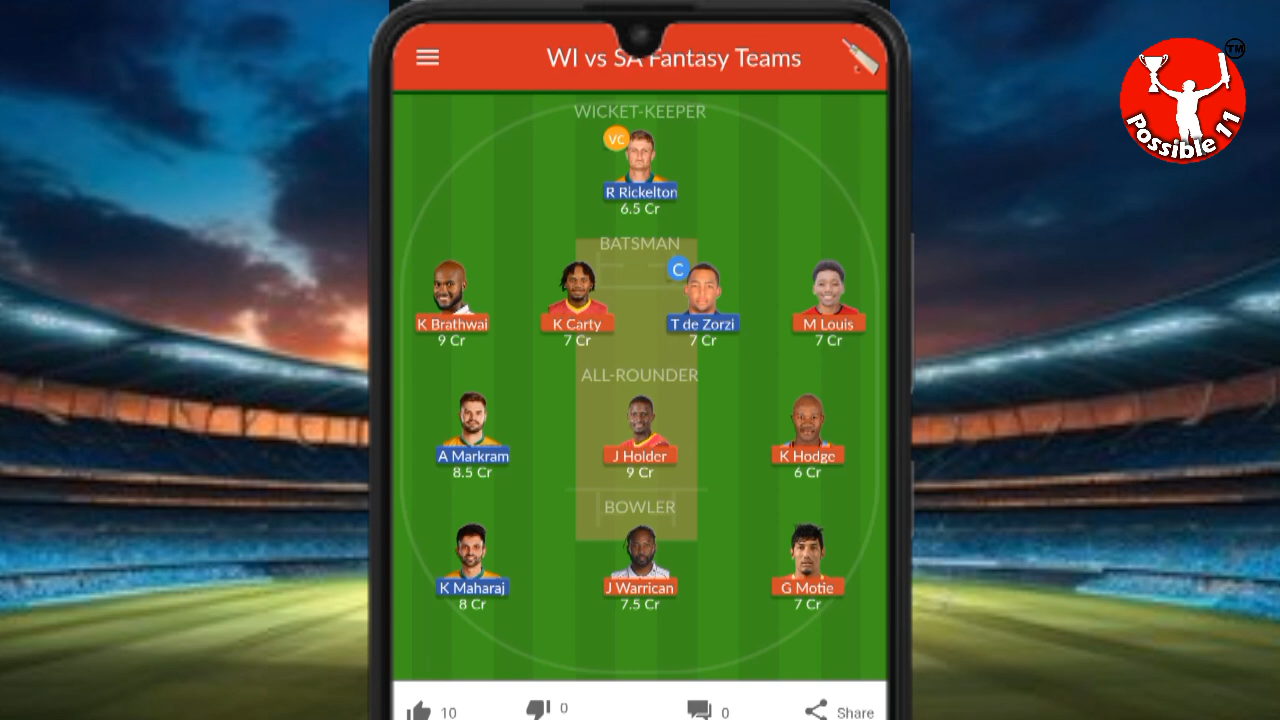 WI vs SA Fantasy Teams
TM
Possible 11
WICKET-KEEPER
VC
R Rickelton
6.5 Cr
BATSMAN
C
K Brathwai
K Carty
T de Zorzi
M Louis
9 Cr
7 Cr
7 Cr
7 Cr
ALL-ROUNDER
A Markram
J Holder
K Hodge
8.5 Cr
9 Cr
6 Cr
BOWLER
K Maharaj
J Warrican
G Motie
8 Cr
7.5 Cr
7 Cr
10
0
0
Share